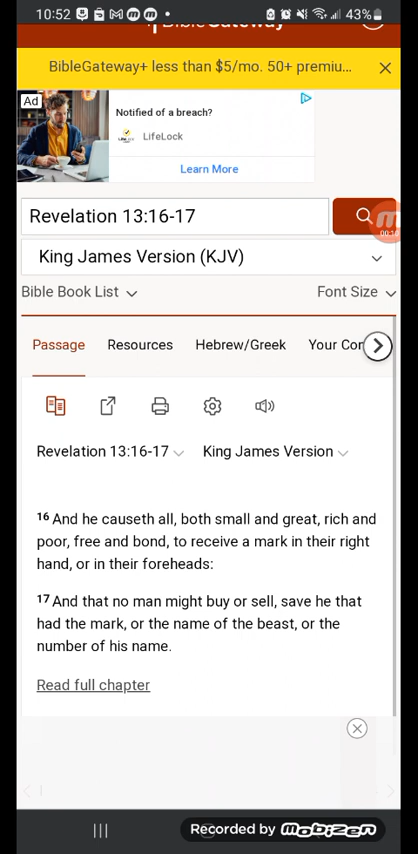 10:52
43%
BibleGateway
BibleGateway+ less than $5/mo. 50+ premiu...
Ad
Notified of a breach?
LifeLock
Learn More
Revelation 13:16-17
00:10
King James Version (KJV)
Bible Book List
Font Size
Passage Resources Hebrew/Greek Your Con
Revelation 13:16-17 King James Version
16 And he causeth all, both small and great, rich and
poor, free and bond, to receive a mark in their right
hand, or in their foreheads:
17 And that no man might buy or sell, save he that
had the mark, or the name of the beast, or the
number of his name.
Read full chapter
Recorded by mobizen